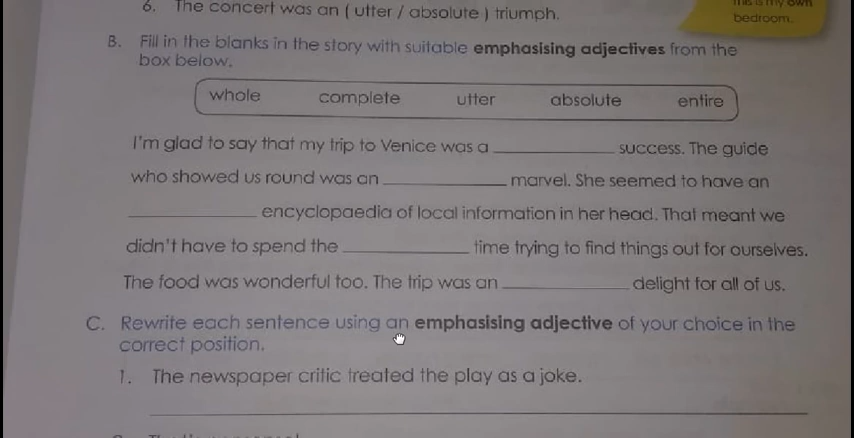 6. The concert was an ( utter / absolute ) triumph.
this is my own
bedroom.
B. Fill in the blanks in the story with suitable emphasising adjectives from the
box below.
whole complete utter absolute entire
I'm glad to say that my trip to Venice was a ____________ success. The guide
who showed us round was an ____________ marvel. She seemed to have an
____________ encyclopaedia of local information in her head. That meant we
didn't have to spend the ____________ time trying to find things out for ourselves.
The food was wonderful too. The trip was an ____________ delight for all of us.
C. Rewrite each sentence using an emphasising adjective of your choice in the
correct position.
1. The newspaper critic treated the play as a joke.